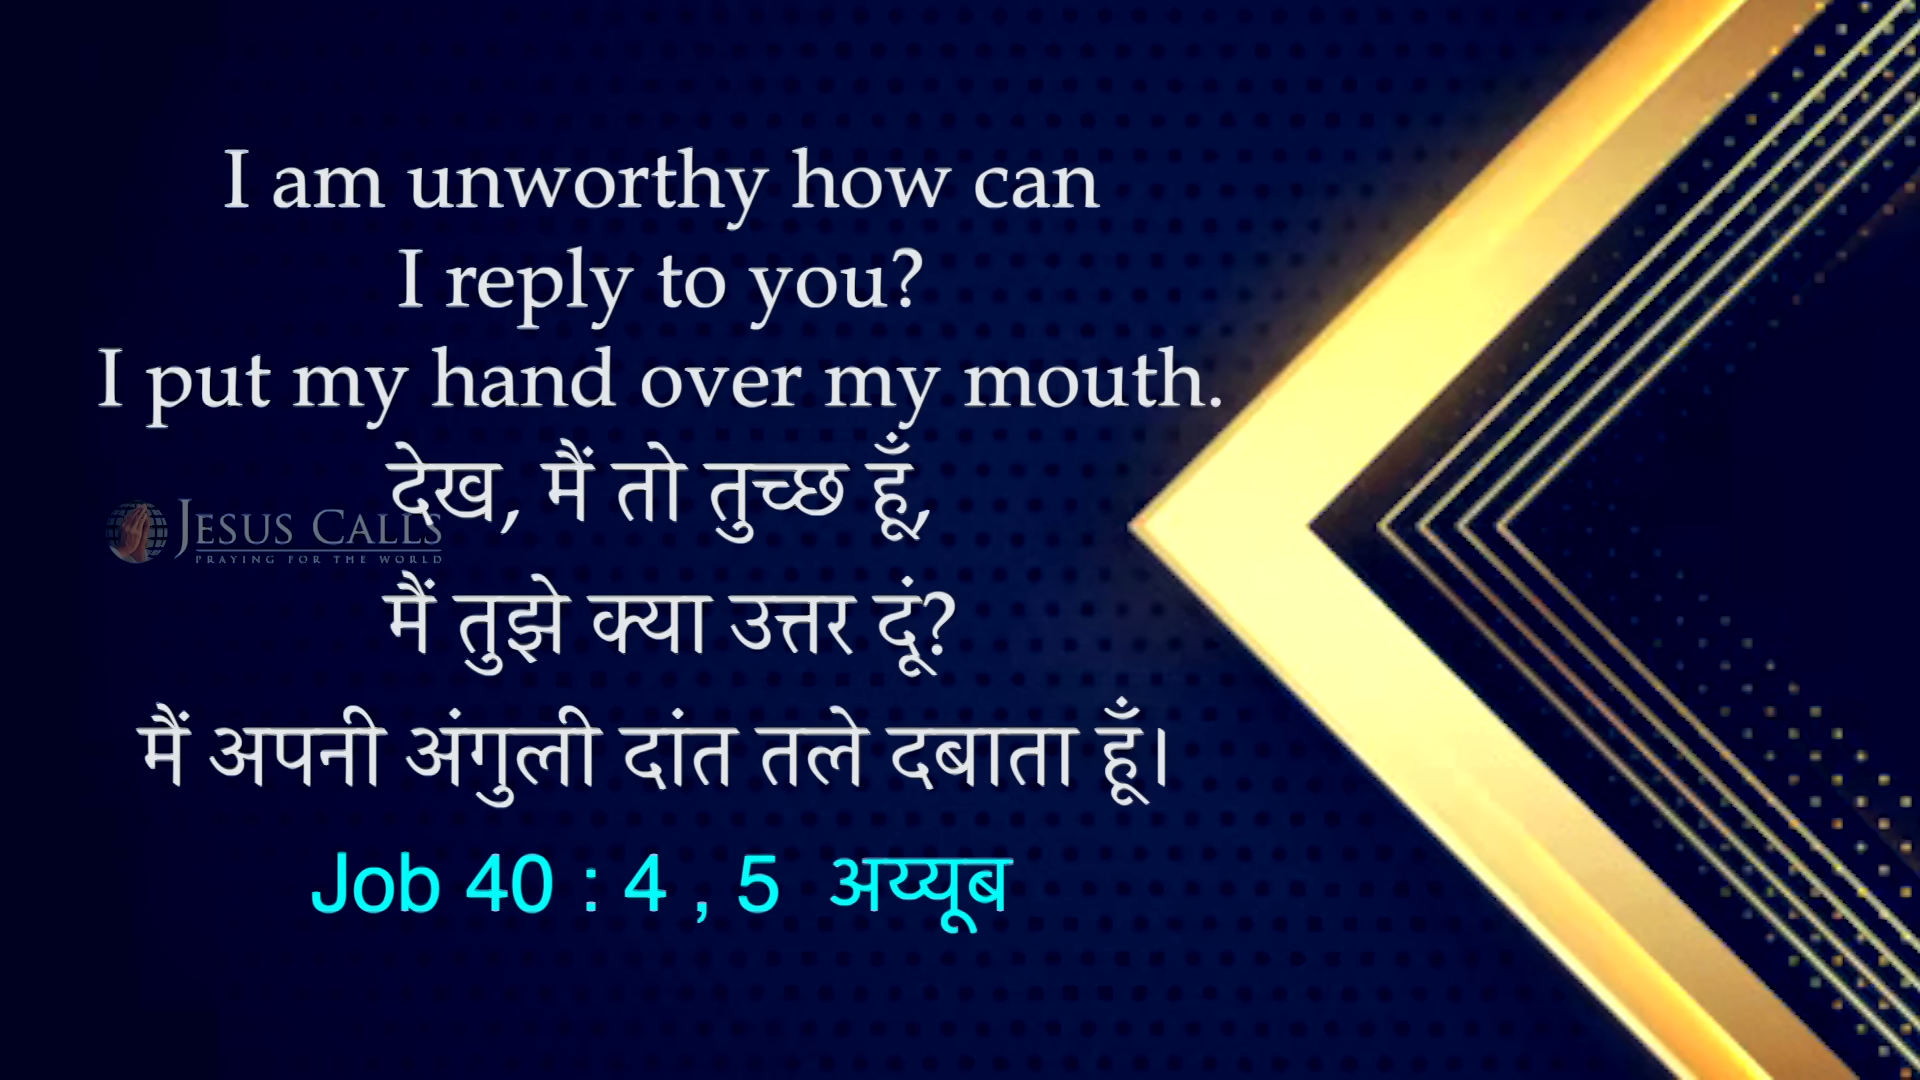 I am unworthy how can
I reply to you?
I put my hand over my mouth.
देख, मैं तो तुच्छ हूँ,
JESUS CALLS
PRAYING FOR THE WORLD
मैं तुझे क्या उत्तर दूं?
मैं अपनी अंगुली दांत तले दबाता हूँ।
Job 40 : 4 , 5 अय्यूब